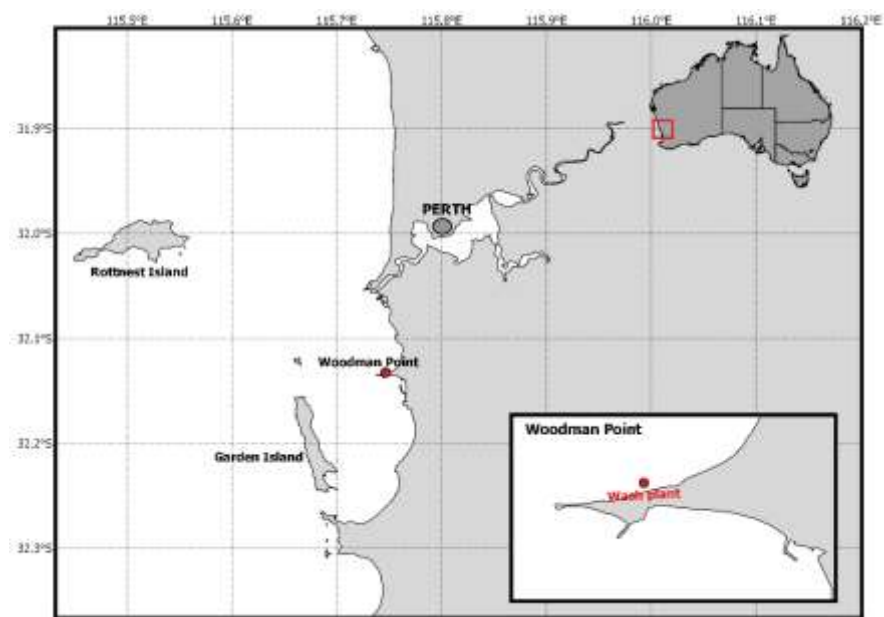 115.5°E 115.6°E 115.7°E 115.8°E 115.9°E 116.0°E 116.1°E 116.2°E
31.9°S
PERTH
32.0°S
Rottnest Island
32.1°S
Woodman Point
Woodman Point
32.2°S
Garden Island
Wash plant
32.3°S